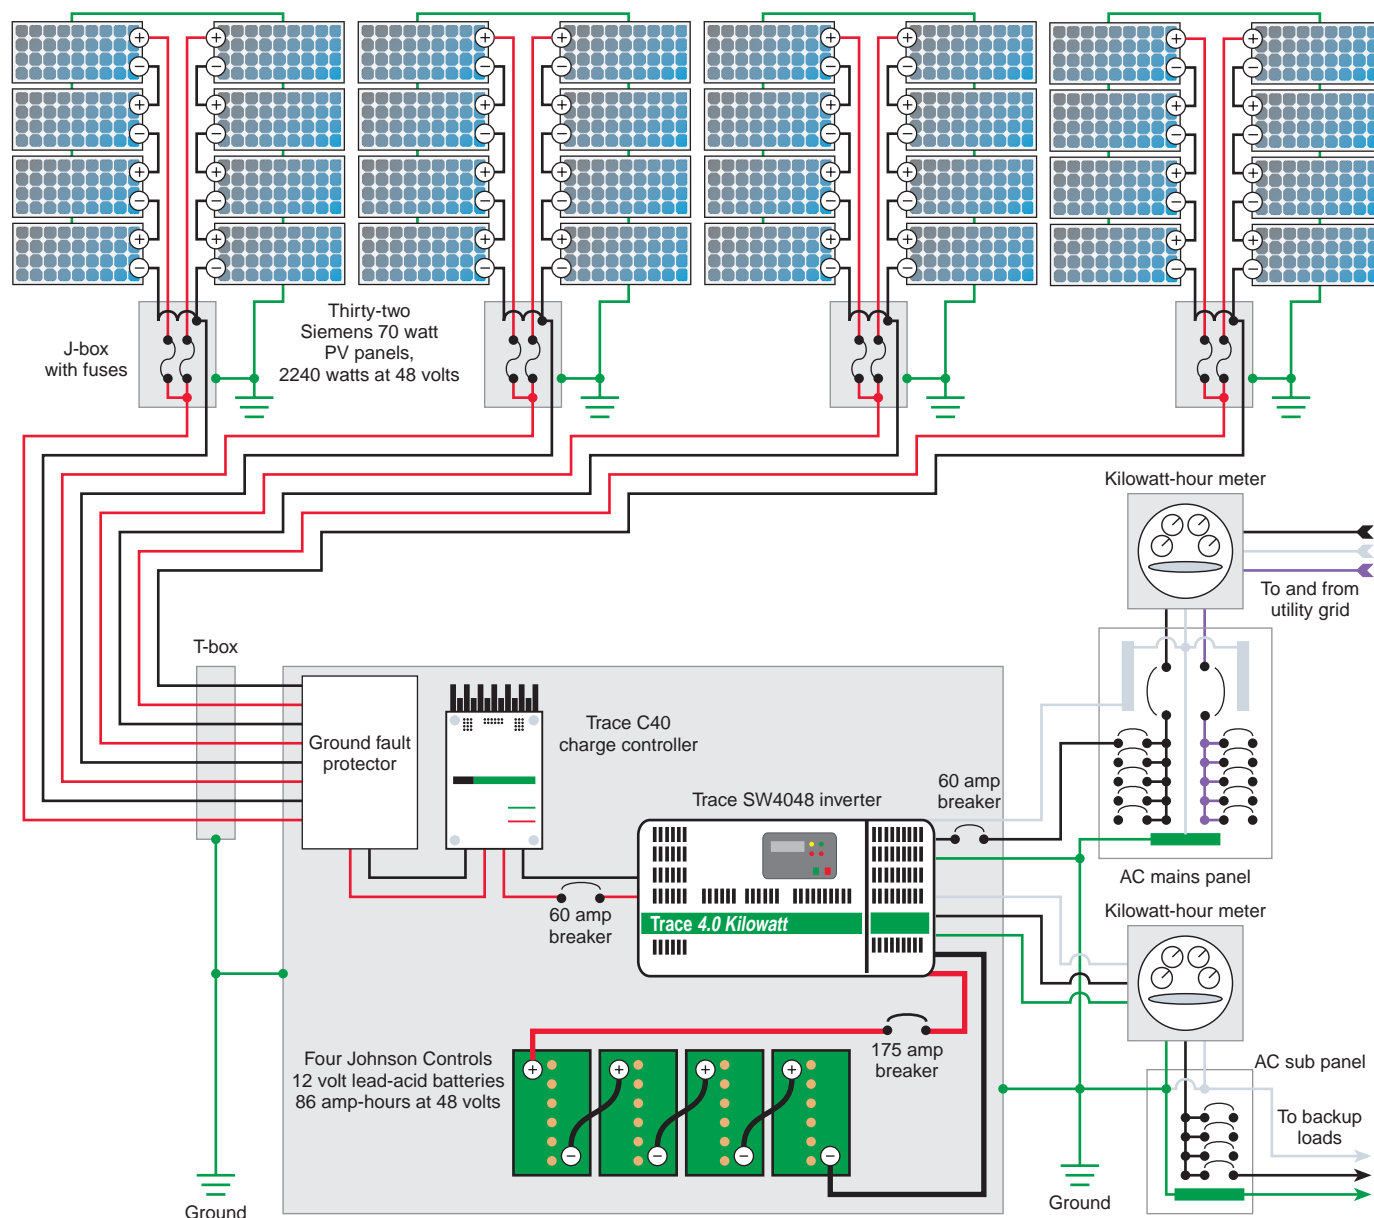 J-box
with fuses
Thirty-two
Siemens 70 watt
PV panels,
2240 watts at 48 volts
Kilowatt-hour meter
To and from
utility grid
T-box
Ground fault
protector
Trace C40
charge controller
Trace SW4048 inverter
60 amp
breaker
AC mains panel
60 amp
breaker
Trace 4.0 Kilowatt
Kilowatt-hour meter
175 amp
breaker
Four Johnson Controls
12 volt lead-acid batteries
86 amp-hours at 48 volts
AC sub panel
To backup
loads
Ground
Ground